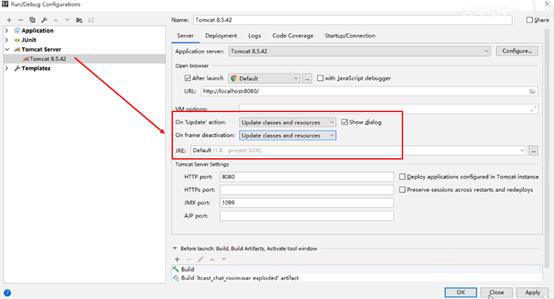 Run/Debug Configurations
Name: Tomcat 8.5.42
Share
Application
JUnit
Tomcat Server
Tomcat 8.5.42
Templates
Server
Deployment
Logs
Code Coverage
Startup/Connection
Application server: Tomcat 8.5.42
Configure...
Open browser
After launch
Default
...
with JavaScript debugger
URL: http://localhost:8080/
VM options:
On 'Update' action: Update classes and resources
Show dialog
On frame deactivation: Update classes and resources
JRE: Default (1.8 - project SDK)
...
Tomcat Server Settings
HTTP port: 8080
Deploy applications configured in Tomcat instance
HTTPs port:
Preserve sessions across restarts and redeploys
JMX port: 1099
AJP port:
Before launch: Build, Build Artifacts, Activate tool window
Build
Build 'itcast_chat_room:war exploded' artifact
?
OK
Close
Apply